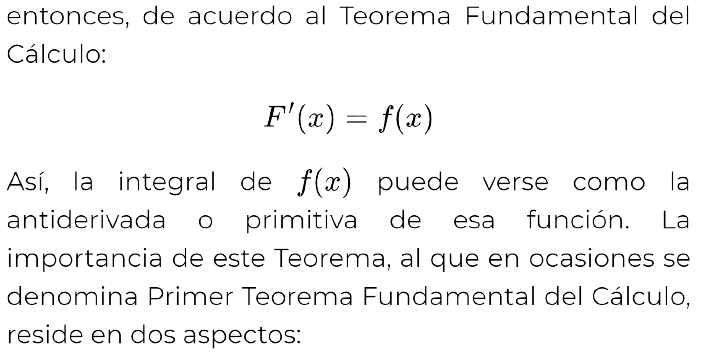 entonces, de acuerdo al Teorema Fundamental del
Cálculo:
F′(x) = f(x)
Así, la integral de f(x) puede verse como la
antiderivada o primitiva de esa función. La
importancia de este Teorema, al que en ocasiones se
denomina Primer Teorema Fundamental del Cálculo,
reside en dos aspectos: